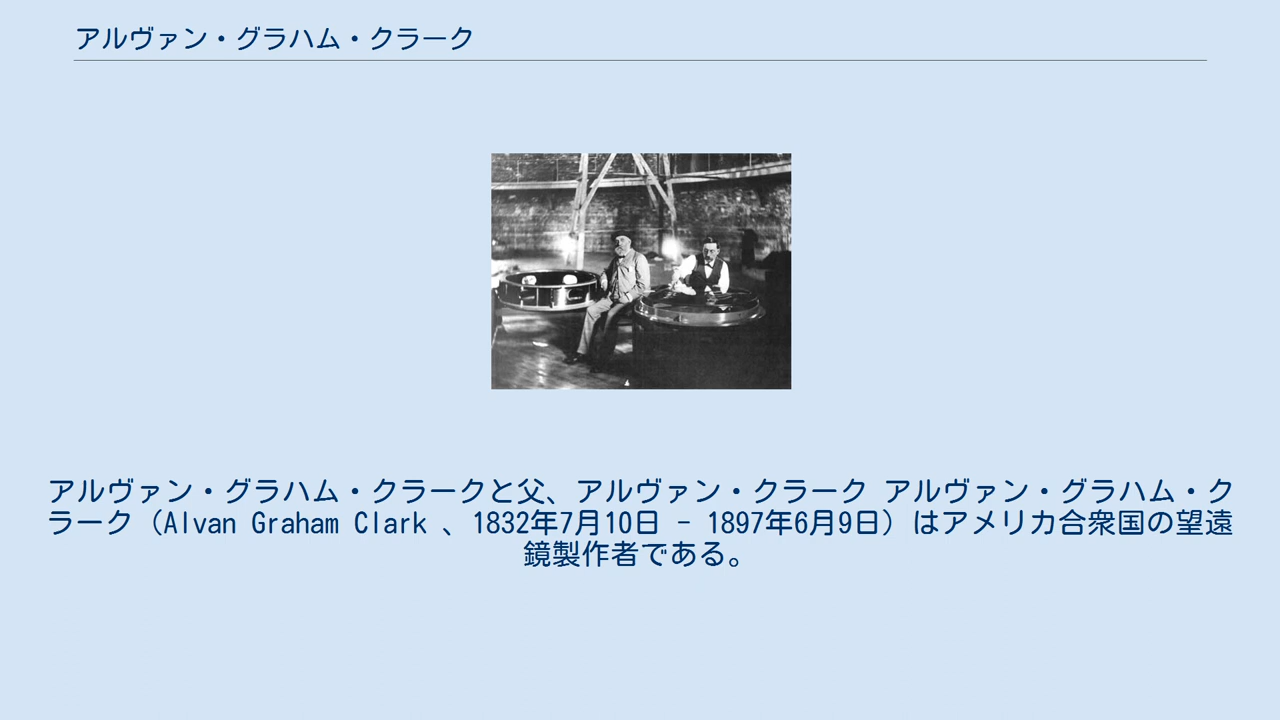 アルヴァン・グラハム・クラーク
アルヴァン・グラハム・クラークと父、アルヴァン・クラーク アルヴァン・グラハム・ク
ラーク（Alvan Graham Clark 、1832年7月10日 - 1897年6月9日）はアメリカ合衆国の望遠
鏡製作者である。